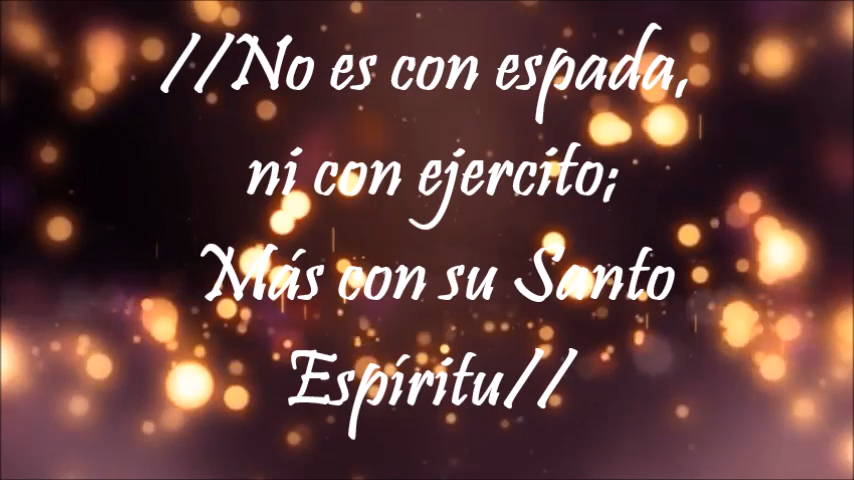 //No es con espada,
ni con ejercito;
Más con su Santo
Espíritu//